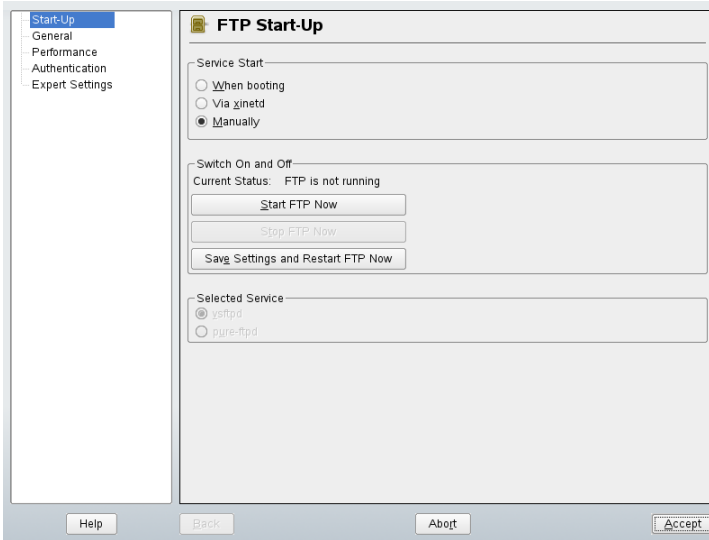 Start-Up
General
Performance
Authentication
Expert Settings
FTP Start-Up
Service Start
When booting
Via xinetd
Manually
Switch On and Off
Current Status: FTP is not running
Start FTP Now
Stop FTP Now
Save Settings and Restart FTP Now
Selected Service
vsftpd
pure-ftpd
Help
Back
Abort
Accept